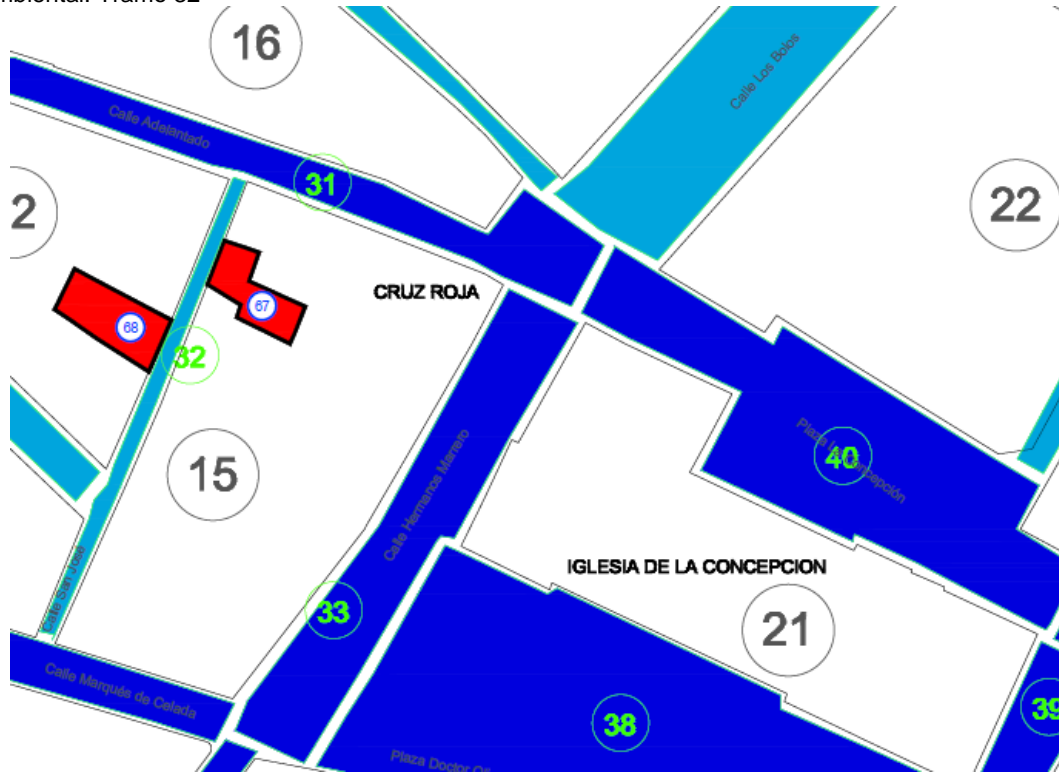 Tramo 32
16
Calle Los Bolos
Calle Adelantado
31
2
22
CRUZ ROJA
67
68
32
Plaza La Concepción
40
15
Calle Hermanos Marrero
IGLESIA DE LA CONCEPCION
Calle San José
33
21
Calle Marqués de Celada
39
38
Plaza Doctor